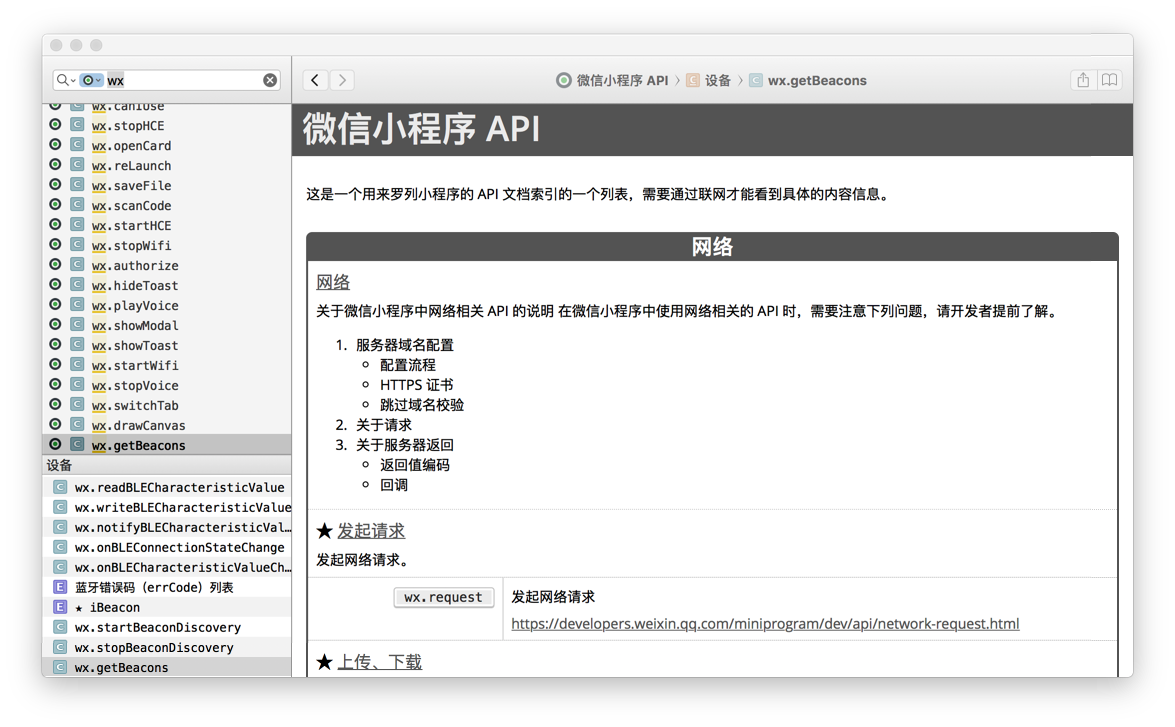 wx
微信小程序 API 〉 C 设备 〉 C wx.getBeacons
C wx.canIUse
C wx.stopHCE
C wx.openCard
C wx.reLaunch
C wx.saveFile
C wx.scanCode
C wx.startHCE
C wx.stopWifi
C wx.authorize
C wx.hideToast
C wx.playVoice
C wx.showModal
C wx.showToast
C wx.startWifi
C wx.stopVoice
C wx.switchTab
C wx.drawCanvas
C wx.getBeacons
设备
C wx.readBLECharacteristicValue
C wx.writeBLECharacteristicValue
C wx.notifyBLECharacteristicVal…
C wx.onBLEConnectionStateChange
C wx.onBLECharacteristicValueCh…
E 蓝牙错误码（errCode）列表
E ★ iBeacon
C wx.startBeaconDiscovery
C wx.stopBeaconDiscovery
C wx.getBeacons
微信小程序 API
这是一个用来罗列小程序的 API 文档索引的一个列表，需要通过联网才能看到具体的内容信息。
网络
网络
关于微信小程序中网络相关 API 的说明 在微信小程序中使用网络相关的 API 时，需要注意下列问题，请开发者提前了解。
1. 服务器域名配置
配置流程
HTTPS 证书
跳过域名校验
2. 关于请求
3. 关于服务器返回
返回值编码
回调
★ 发起请求
发起网络请求。
wx.request 发起网络请求
https://developers.weixin.qq.com/miniprogram/dev/api/network-request.html
★ 上传、下载